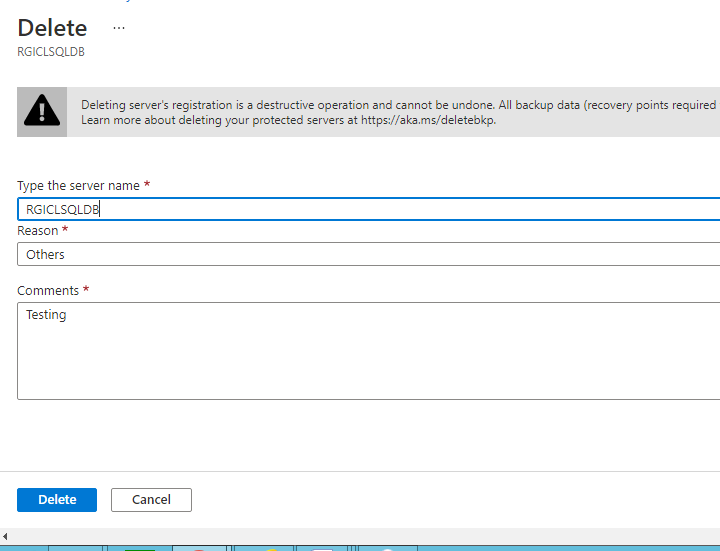 Delete ...
RGICLSQLDB
Deleting server's registration is a destructive operation and cannot be undone. All backup data (recovery points required
Learn more about deleting your protected servers at https://aka.ms/deletebkp.
Type the server name *
RGICLSQLDB
Reason *
Others
Comments *
Testing
Delete Cancel